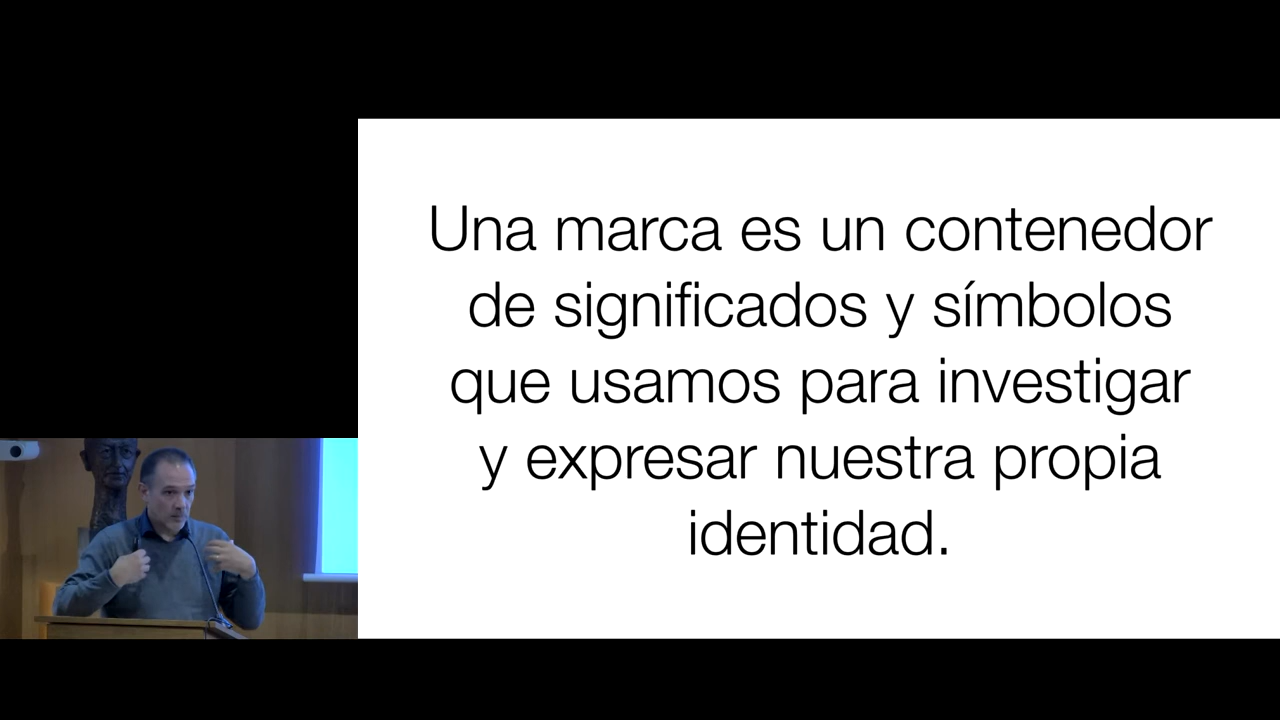 Una marca es un contenedor
de significados y símbolos
que usamos para investigar
y expresar nuestra propia
identidad.